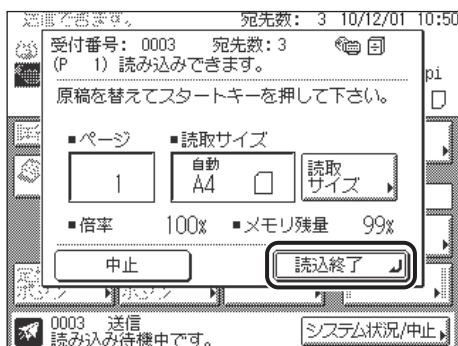 宛先数: 3 10/12/01 10:50
受付番号: 0003 宛先数: 3
(P 1) 読み込みできます。
pi
原稿を替えてスタートキーを押して下さい。
■ページ ■読取サイズ
1 自動 A4 読取サイズ
■倍率 100% ■メモリ残量 99%
中止 読込終了
0003 送信
読み込み待機中です。 システム状況/中止